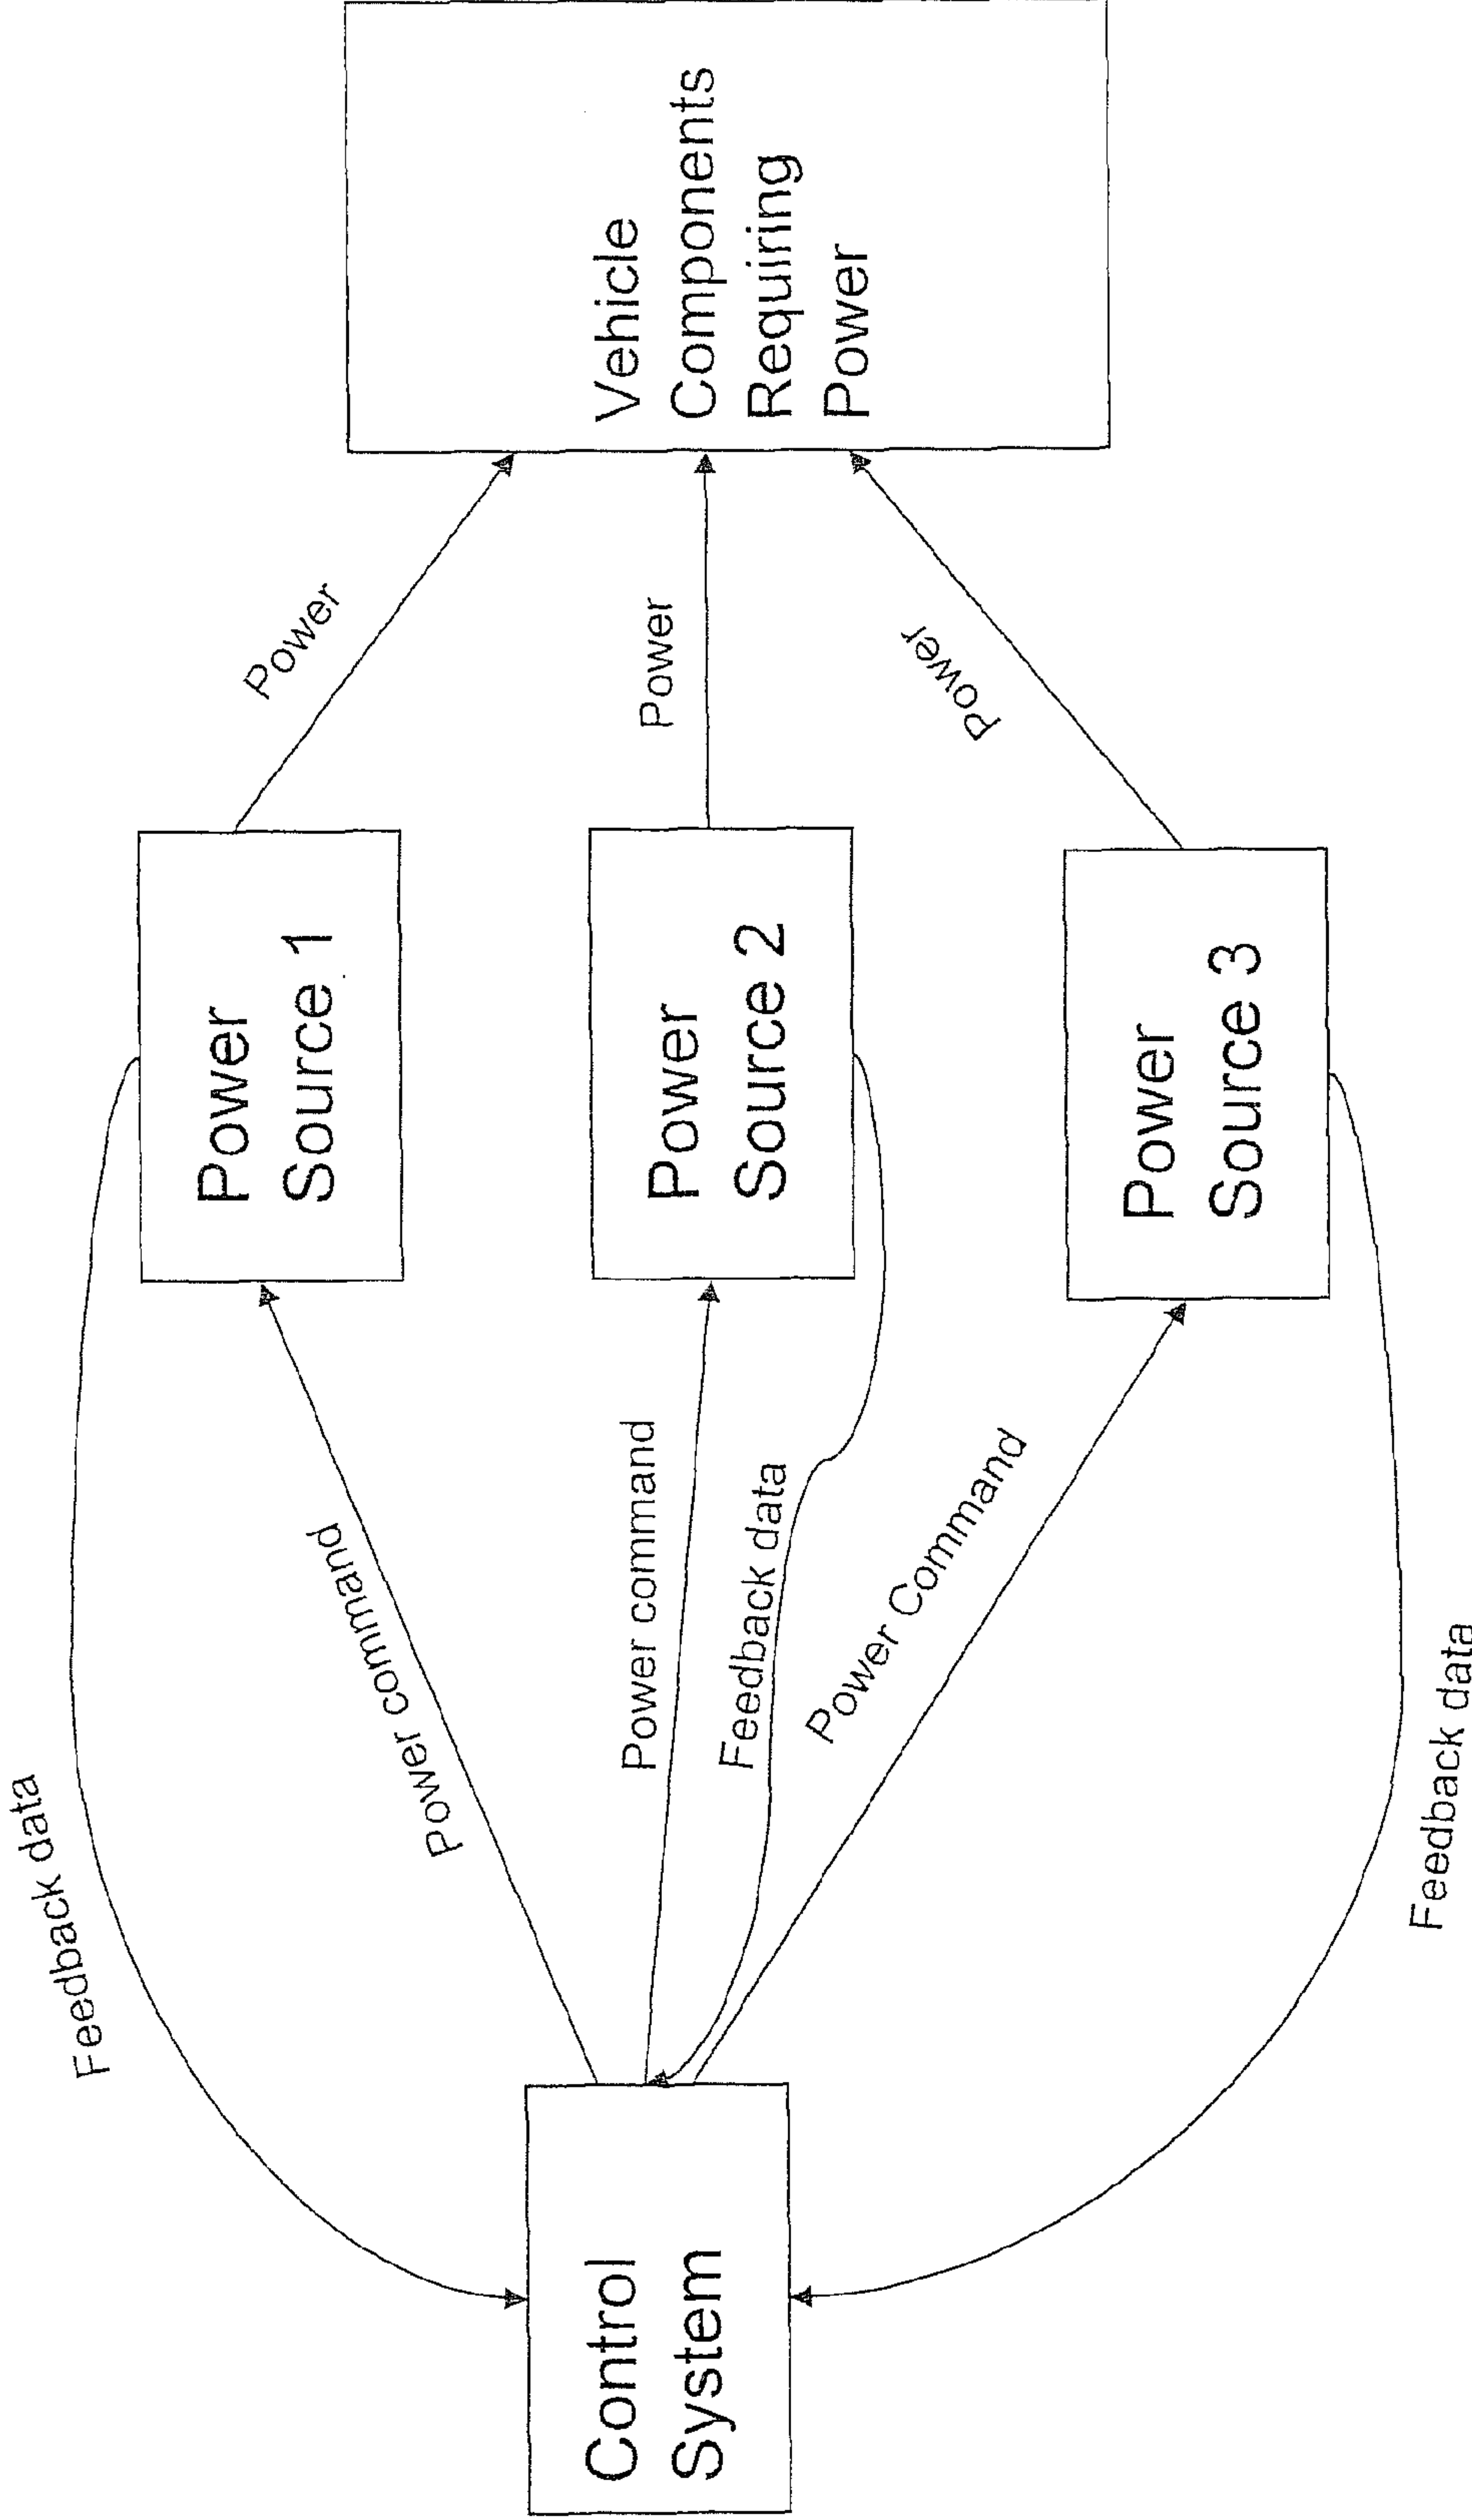 Feedback data
Power command
Power
Source 1
Power
Control
System
Power command
Feedback data
Power
Source 2
Power
Vehicle
Components
Requiring
Power
Power Command
Power
Source 3
Power
Feedback data